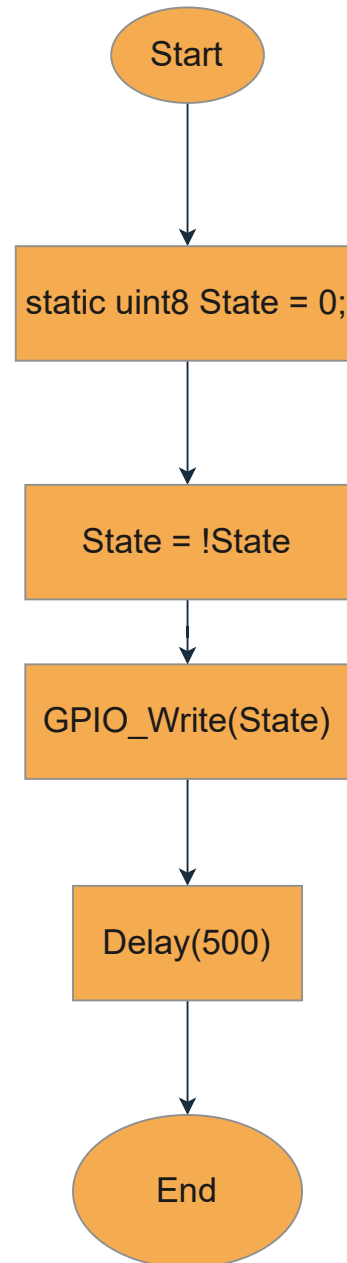 Start
static uint8 State = 0;
State = !State
GPIO_Write(State)
Delay(500)
End